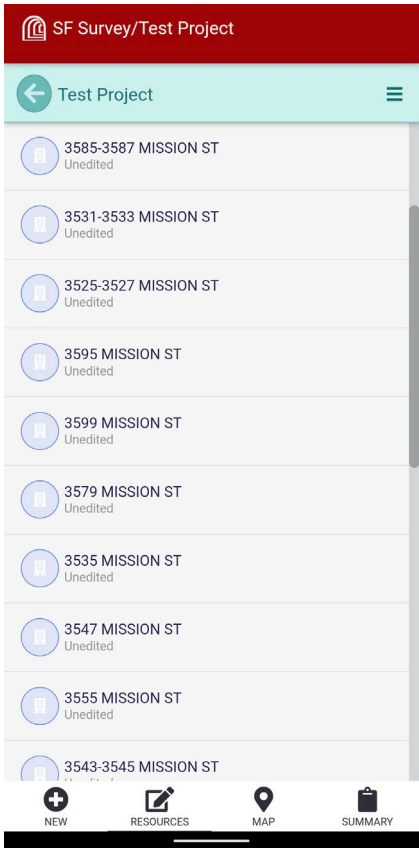 SF Survey/Test Project
Test Project
3585-3587 MISSION ST
Unedited
3531-3533 MISSION ST
Unedited
3525-3527 MISSION ST
Unedited
3595 MISSION ST
Unedited
3599 MISSION ST
Unedited
3579 MISSION ST
Unedited
3535 MISSION ST
Unedited
3547 MISSION ST
Unedited
3555 MISSION ST
Unedited
3543-3545 MISSION ST
NEW
RESOURCES
MAP
SUMMARY